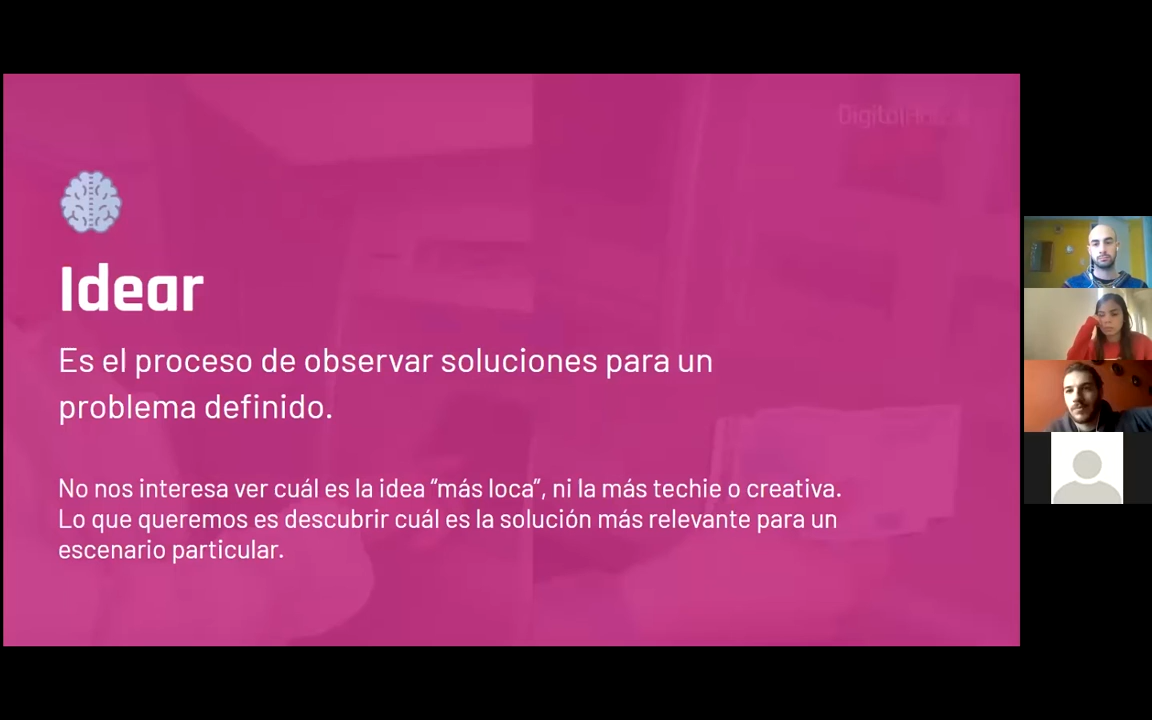 Idear
Es el proceso de observar soluciones para un
problema definido.
No nos interesa ver cuál es la idea “más loca”, ni la más techie o creativa.
Lo que queremos es descubrir cuál es la solución más relevante para un
escenario particular.